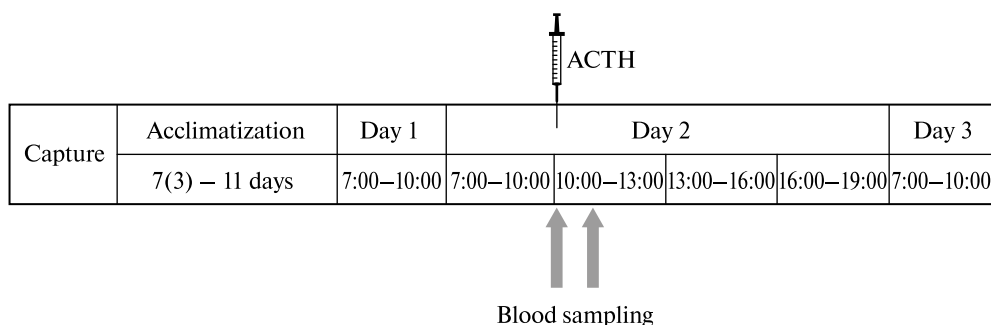 ACTH
Capture
Acclimatization
Day 1
Day 2
Day 3
7(3) – 11 days
7:00–10:00
7:00–10:00
10:00–13:00
13:00–16:00
16:00–19:00
7:00–10:00
Blood sampling